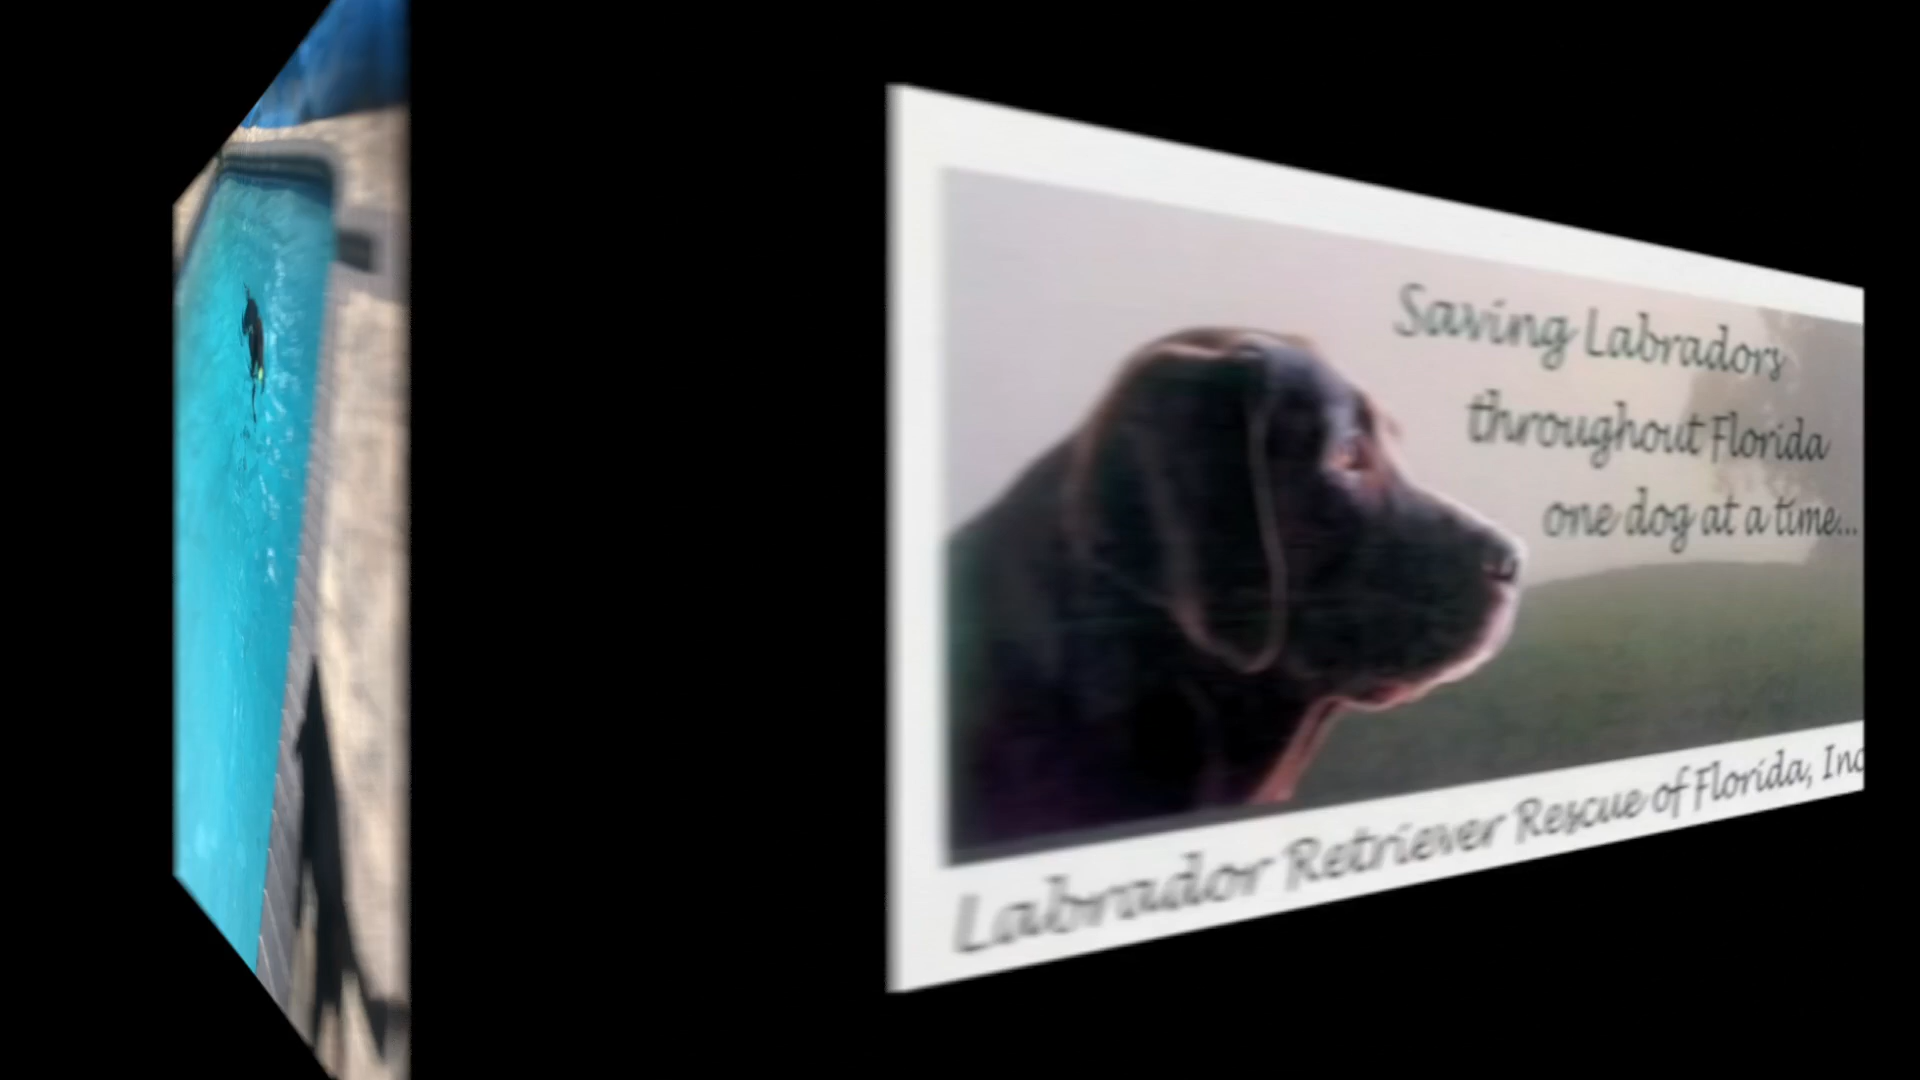 Saving Labradors
throughout Florida
one dog at a time...
Labrador Retriever Rescue of Florida, Inc